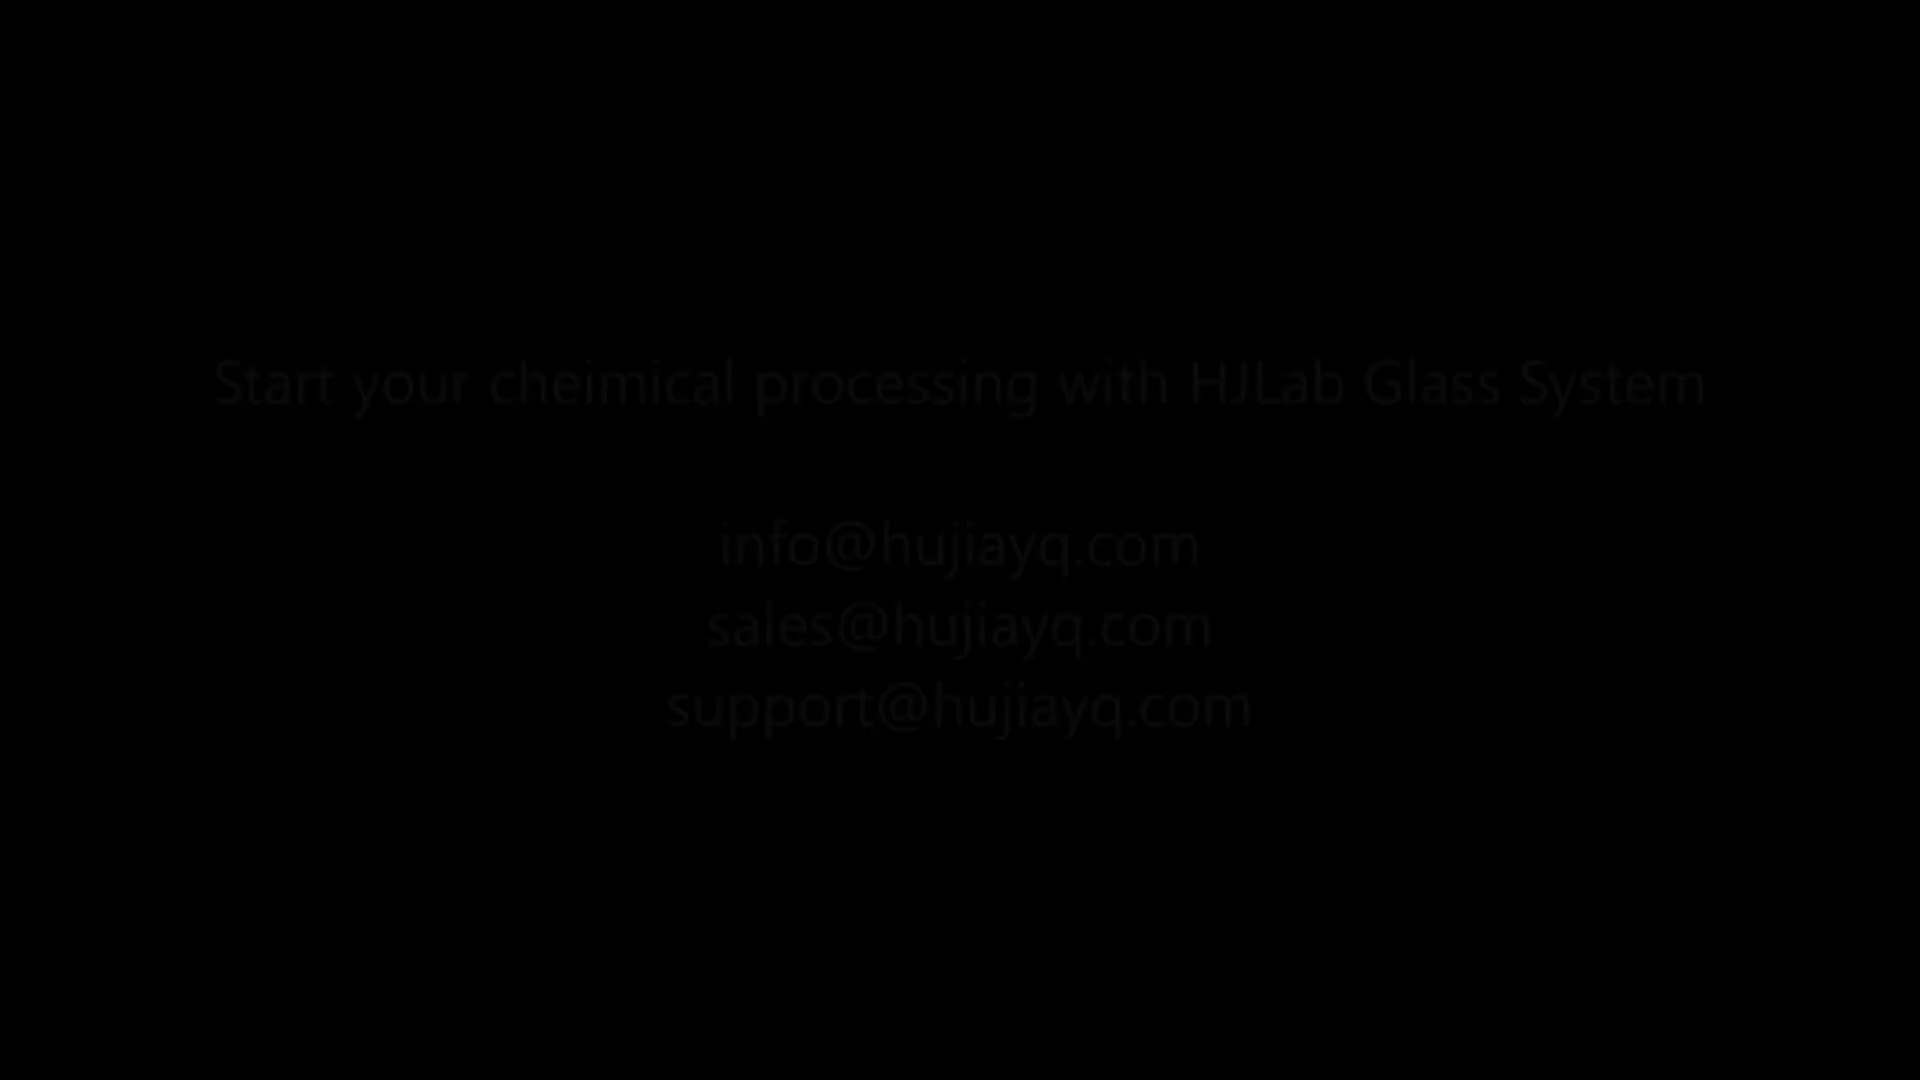 Start your cheimical processing with HJLab Glass System
info@hujiayq.com
sales@hujiayq.com
support@hujiayq.com